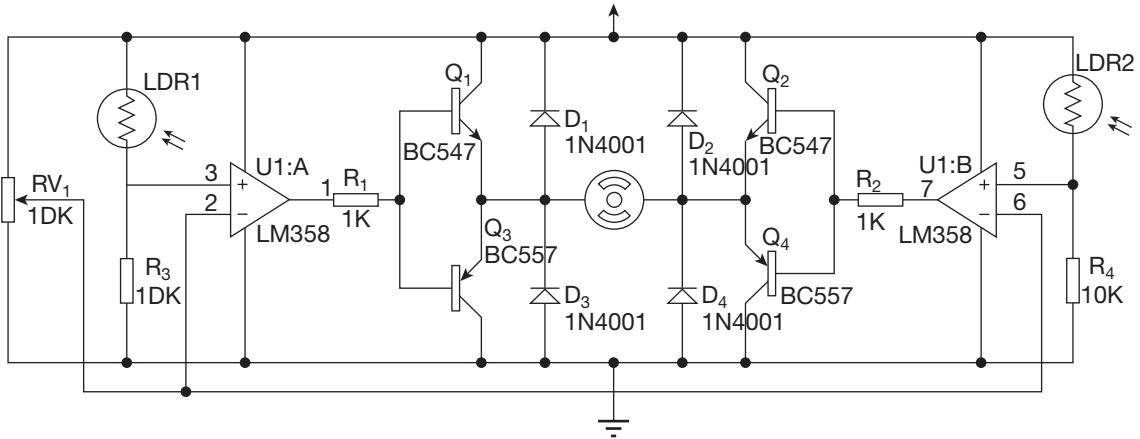 LDR1
Q₁
Q₂
LDR2
D₁
1N4001
D₂
1N4001
BC547
BC547
U1:A
U1:B
3
+
2
−
1
R₁
1K
LM358
RV₁
1DK
R₂
1K
7
+
5
−
6
LM358
Q₃
BC557
Q₄
BC557
R₃
1DK
D₃
1N4001
D₄
1N4001
R₄
10K